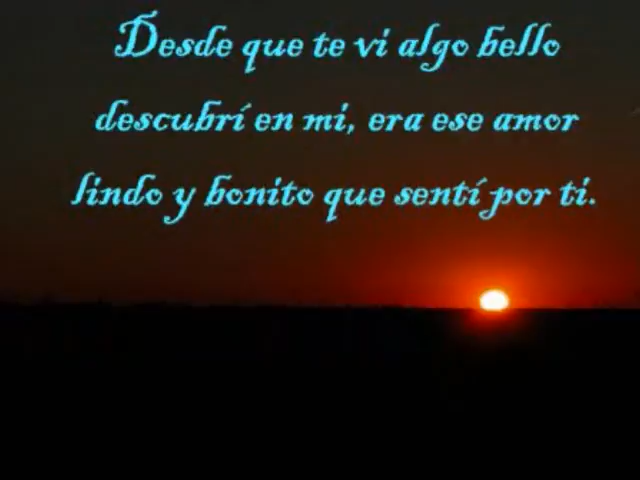 Desde que te vi algo bello
descubrí en mi, era ese amor
lindo y bonito que sentí por ti.